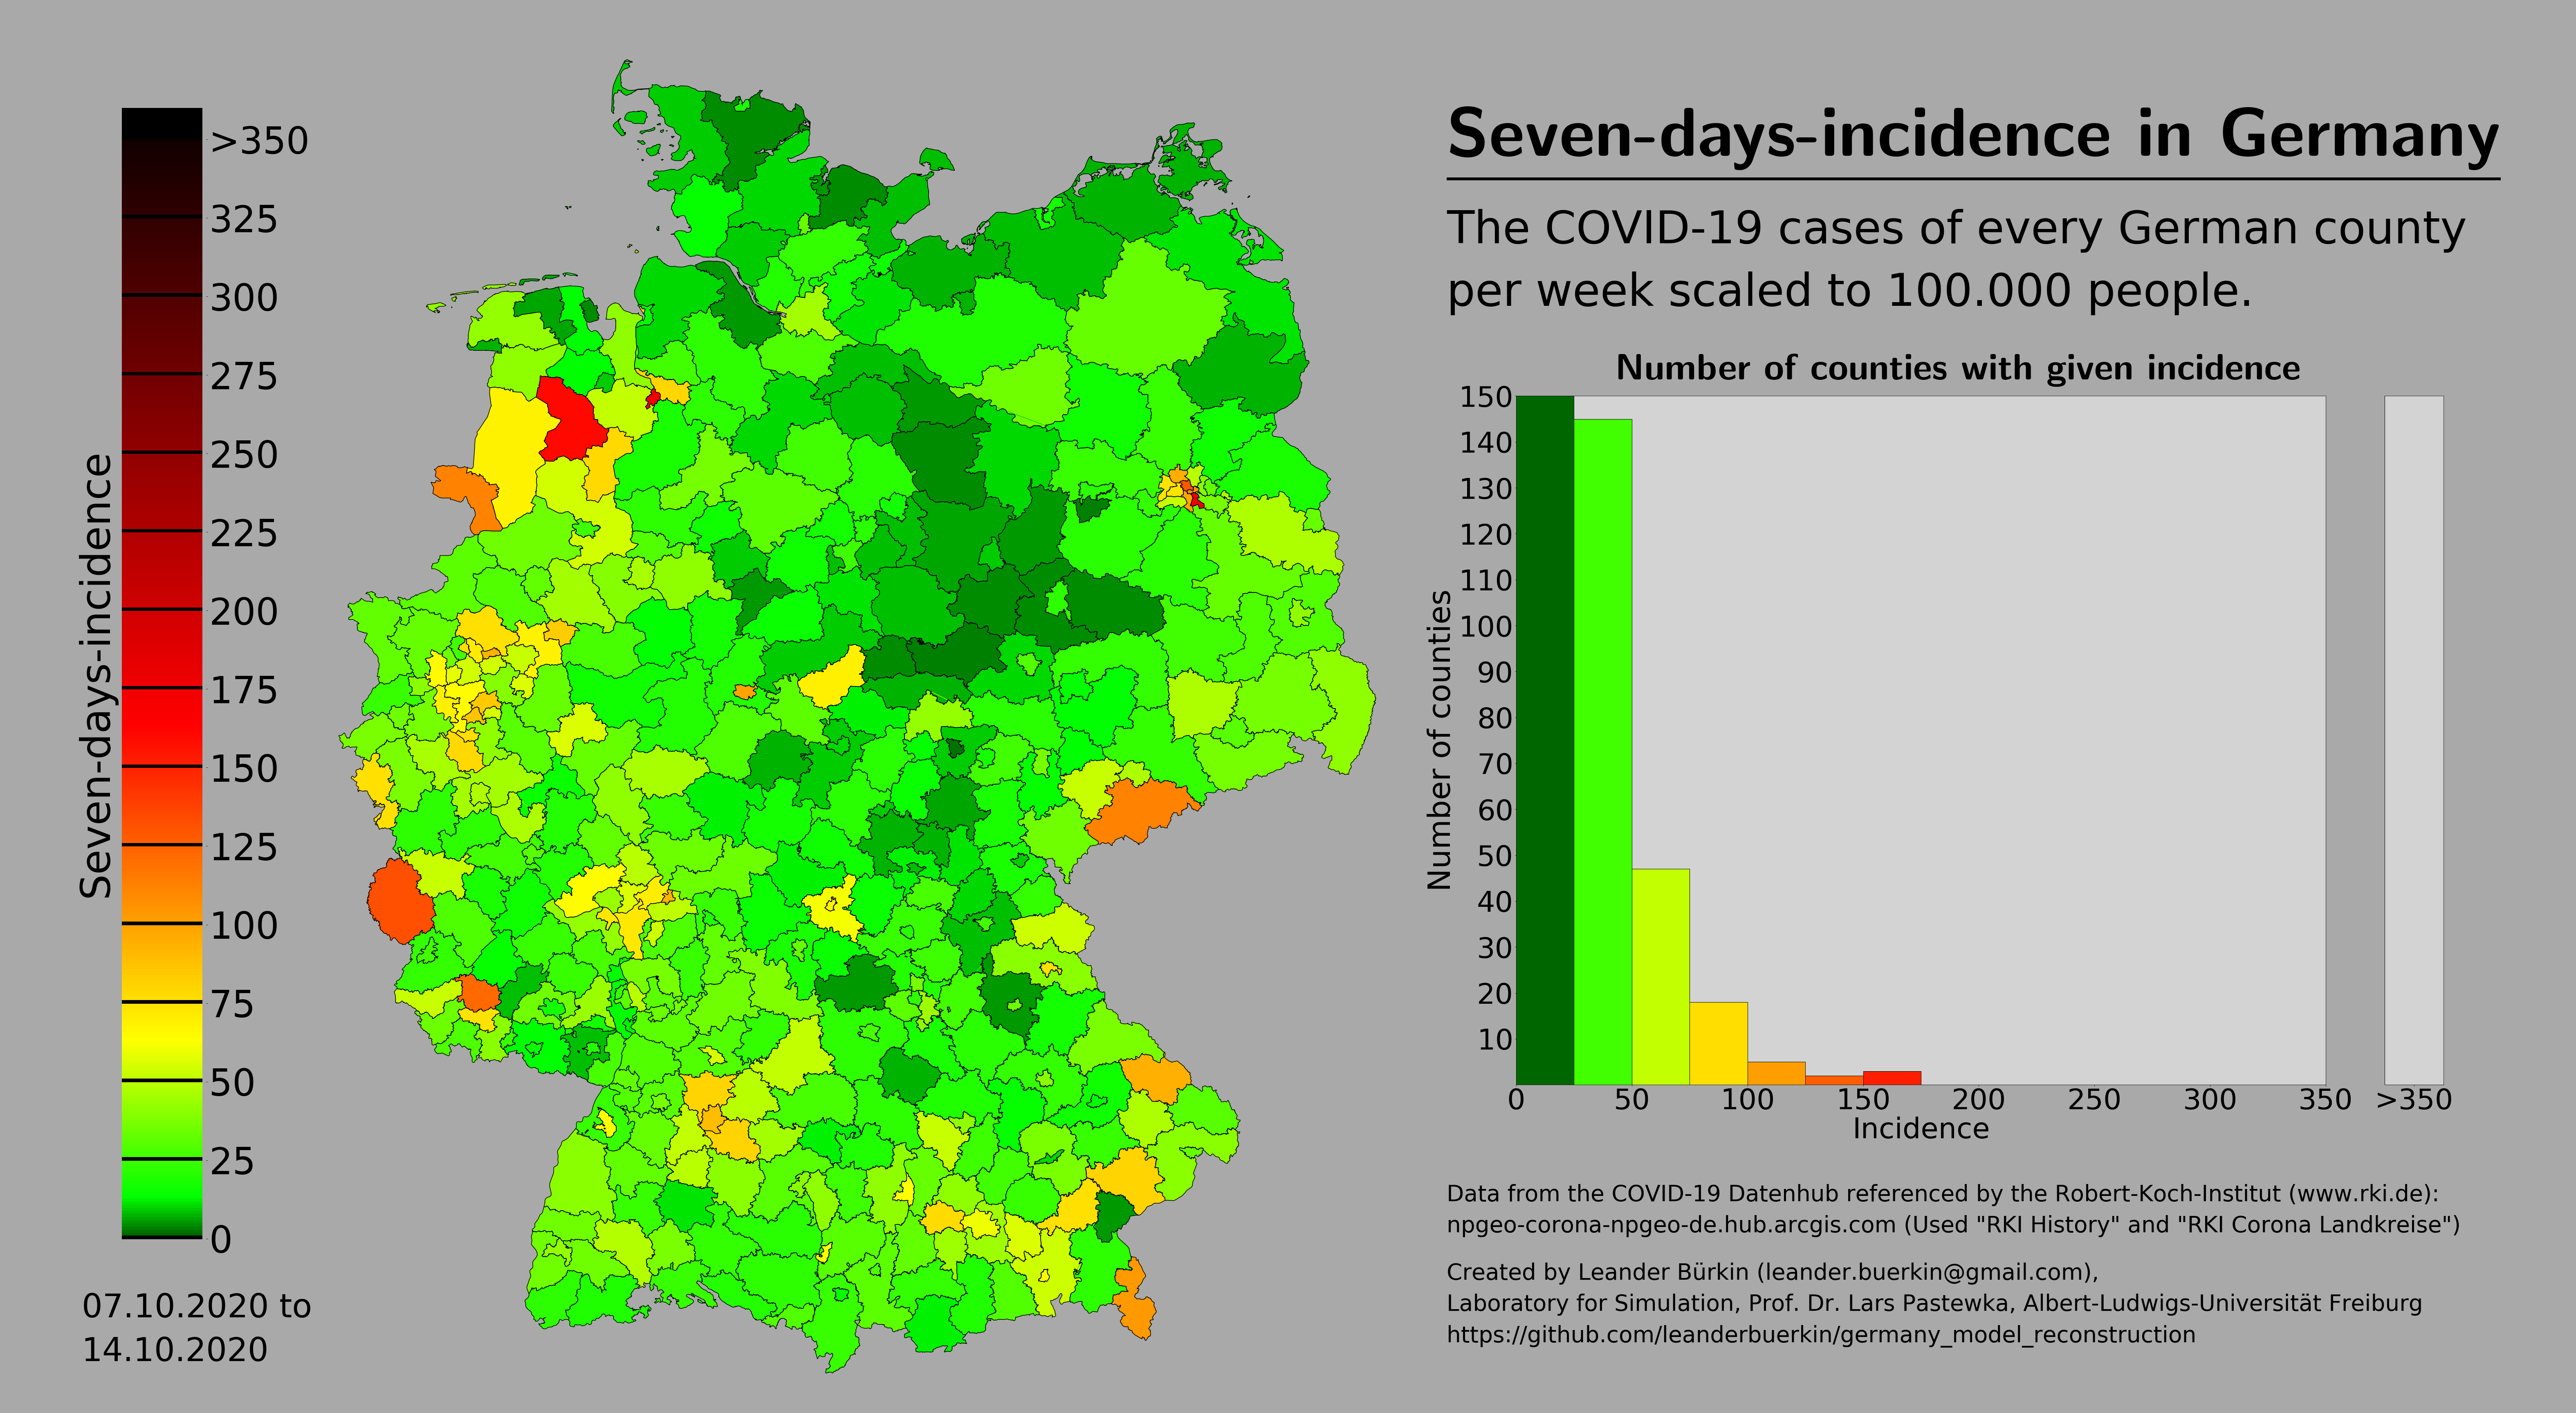 Seven-days-incidence in Germany
The COVID-19 cases of every German county
per week scaled to 100.000 people.
Seven-days-incidence
>350
325
300
275
250
225
200
175
150
125
100
75
50
25
0
07.10.2020 to
14.10.2020
Number of counties with given incidence
Number of counties
150
140
130
120
110
100
90
80
70
60
50
40
30
20
10
0 50 100 150 200 250 300 350 >350
Incidence
Data from the COVID-19 Datenhub referenced by the Robert-Koch-Institut (www.rki.de):
npgeo-corona-npgeo-de.hub.arcgis.com (Used "RKI History" and "RKI Corona Landkreise")
Created by Leander Bürkin (leander.buerkin@gmail.com),
Laboratory for Simulation, Prof. Dr. Lars Pastewka, Albert-Ludwigs-Universität Freiburg
https://github.com/leanderbuerkin/germany_model_reconstruction